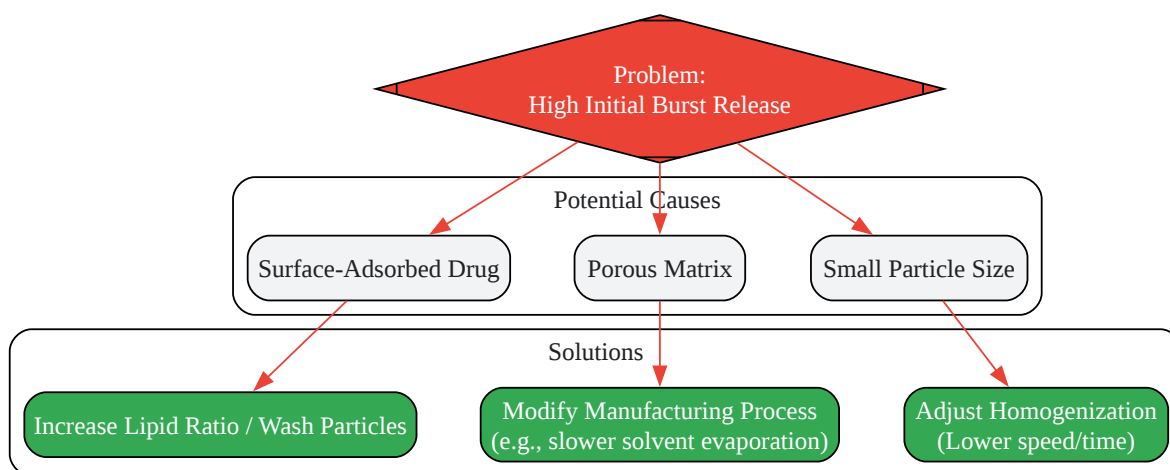 Problem:
High Initial Burst Release
Potential Causes
Surface-Adsorbed Drug
Porous Matrix
Small Particle Size
Solutions
Increase Lipid Ratio / Wash Particles
Modify Manufacturing Process
(e.g., slower solvent evaporation)
Adjust Homogenization
(Lower speed/time)